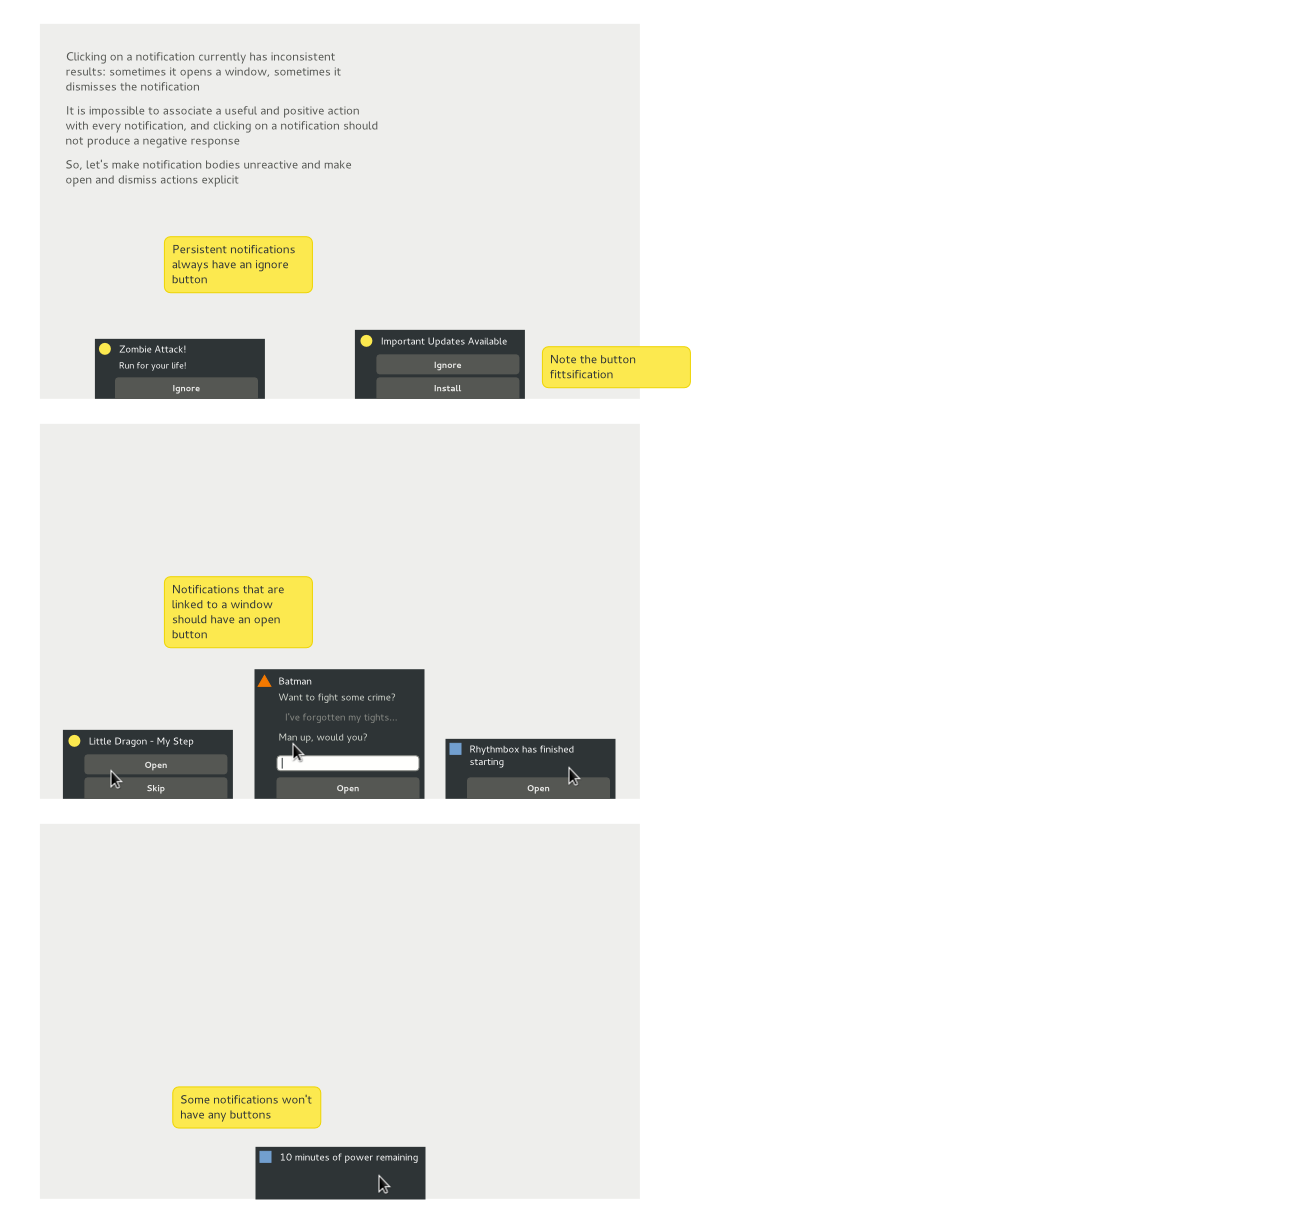 Clicking on a notification currently has inconsistent
results: sometimes it opens a window, sometimes it
dismisses the notification
It is impossible to associate a useful and positive action
with every notification, and clicking on a notification should
not produce a negative response
So, let's make notification bodies unreactive and make
open and dismiss actions explicit
Persistent notifications
always have an ignore
button
Zombie Attack!
Run for your life!
Ignore
Important Updates Available
Ignore
Install
Note the button
fittsification
Notifications that are
linked to a window
should have an open
button
Little Dragon - My Step
Open
Skip
Batman
Want to fight some crime?
I've forgotten my tights...
Man up, would you?
Open
Rhythmbox has finished
starting
Open
Some notifications won't
have any buttons
10 minutes of power remaining